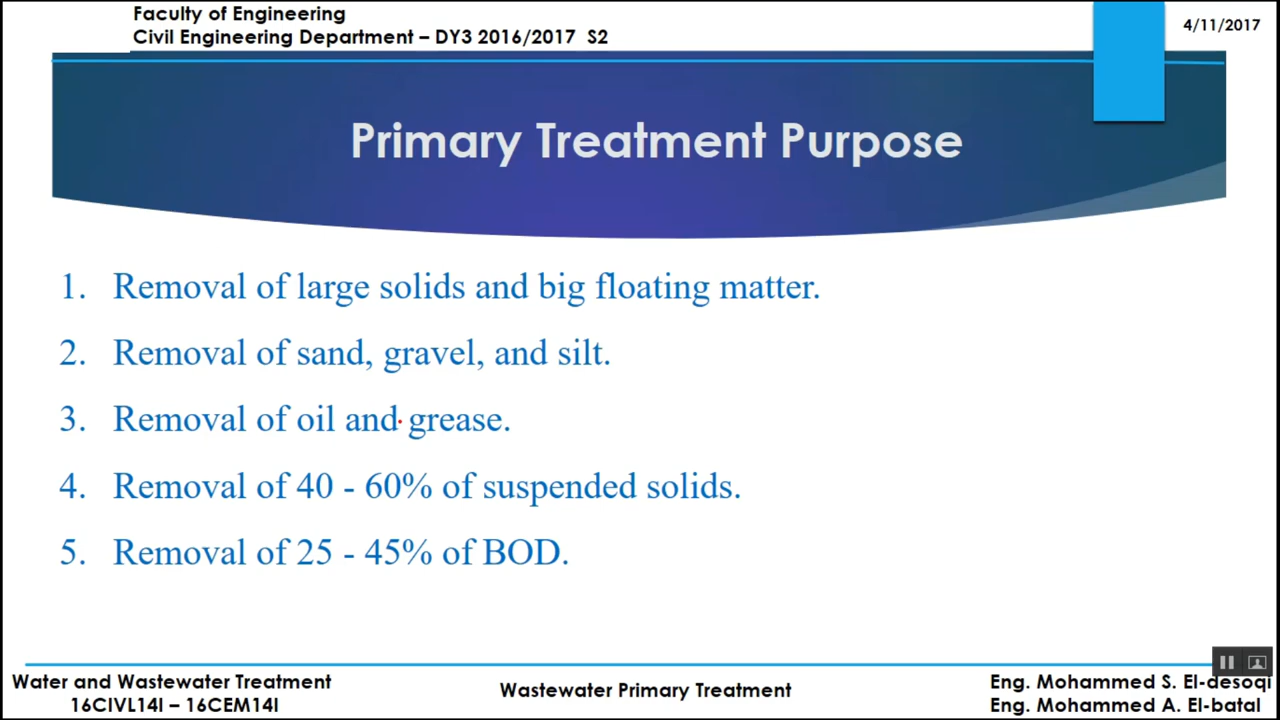 Faculty of Engineering
Civil Engineering Department – DY3 2016/2017 S2
4/11/2017
Primary Treatment Purpose
1. Removal of large solids and big floating matter.
2. Removal of sand, gravel, and silt.
3. Removal of oil and grease.
4. Removal of 40 - 60% of suspended solids.
5. Removal of 25 - 45% of BOD.
Water and Wastewater Treatment
16CIVL14I – 16CEM14I
Wastewater Primary Treatment
Eng. Mohammed S. El-desoqi
Eng. Mohammed A. El-batal